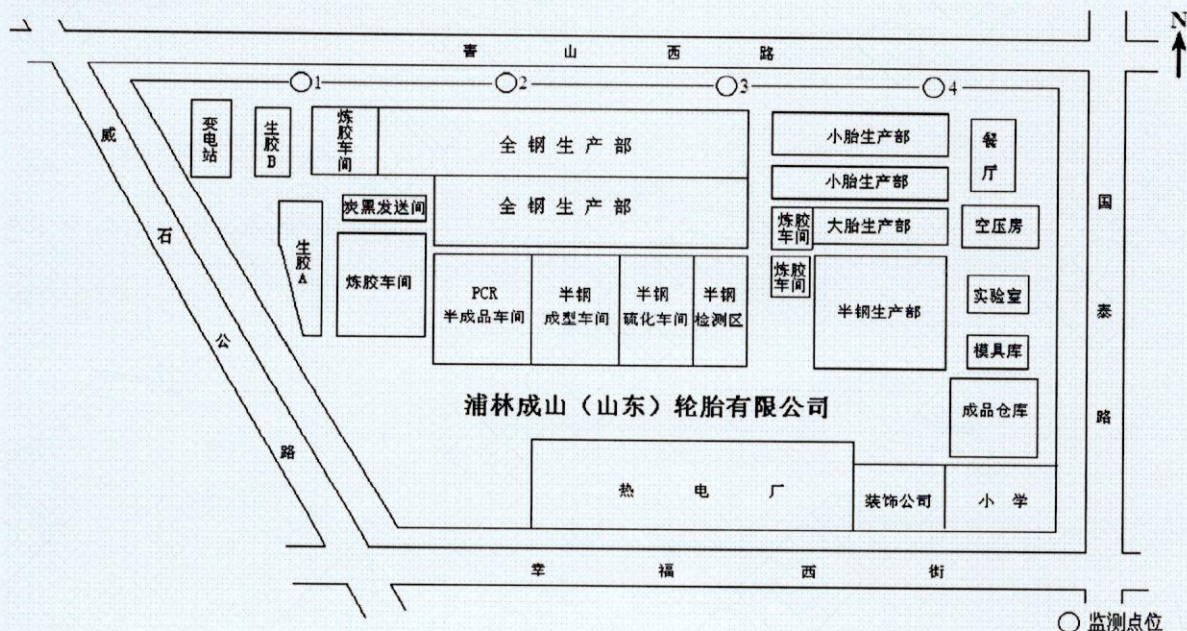 N
青山西路
1
2
3
4
变电站
生胶B
炼胶车间
全钢生产部
小胎生产部
餐厅
威石公路
国泰路
炭黑发送间
全钢生产部
小胎生产部
炼胶车间
大胎生产部
空压房
生胶A
炼胶车间
PCR
半成品车间
半钢
成型车间
半钢
硫化车间
半钢
检测区
炼胶车间
半钢生产部
实验室
模具库
浦林成山（山东）轮胎有限公司
成品仓库
热电厂
装饰公司
小学
幸福西街
监测点位